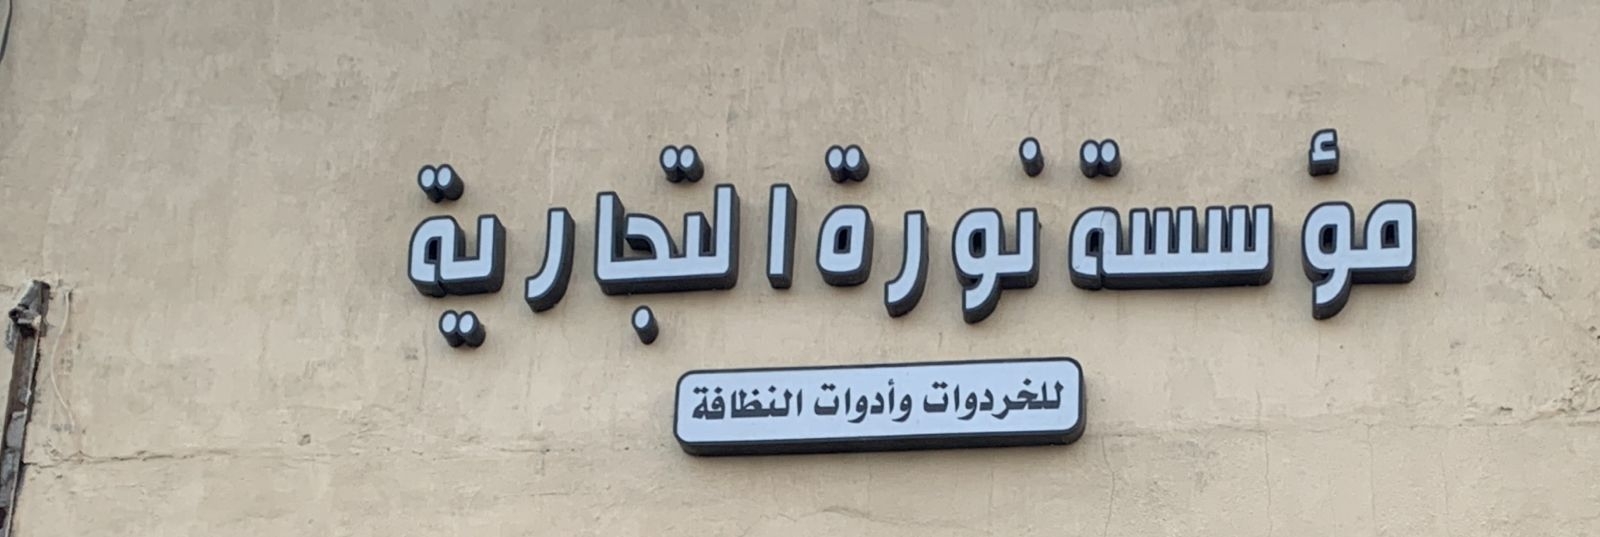 مؤسسة نورة التجارية
للخردوات وأدوات النظافة